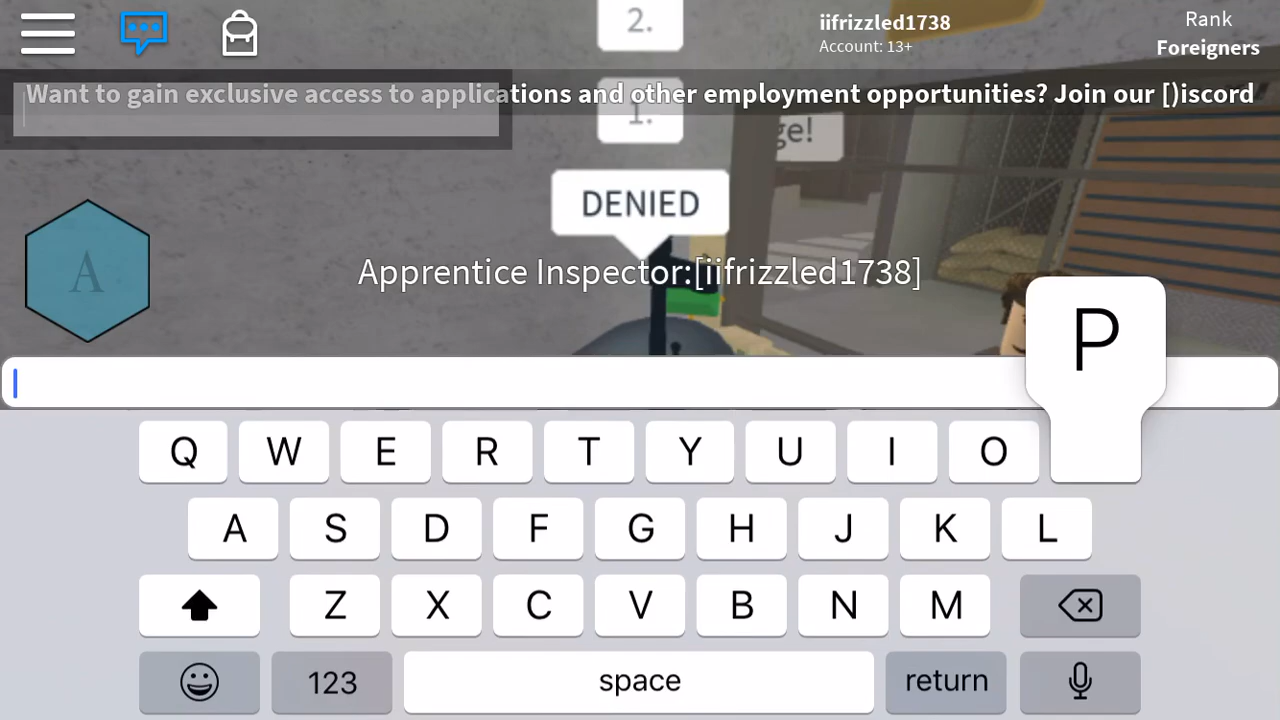 2.
iifrizzled1738
Account: 13+
Rank
Foreigners
Want to gain exclusive access to applications and other employment opportunities? Join our [)iscord
1.
ge!
DENIED
A
Apprentice Inspector:[iifrizzled1738]
P
Q W E R T Y U I O
A S D F G H J K L
Z X C V B N M
123 space return